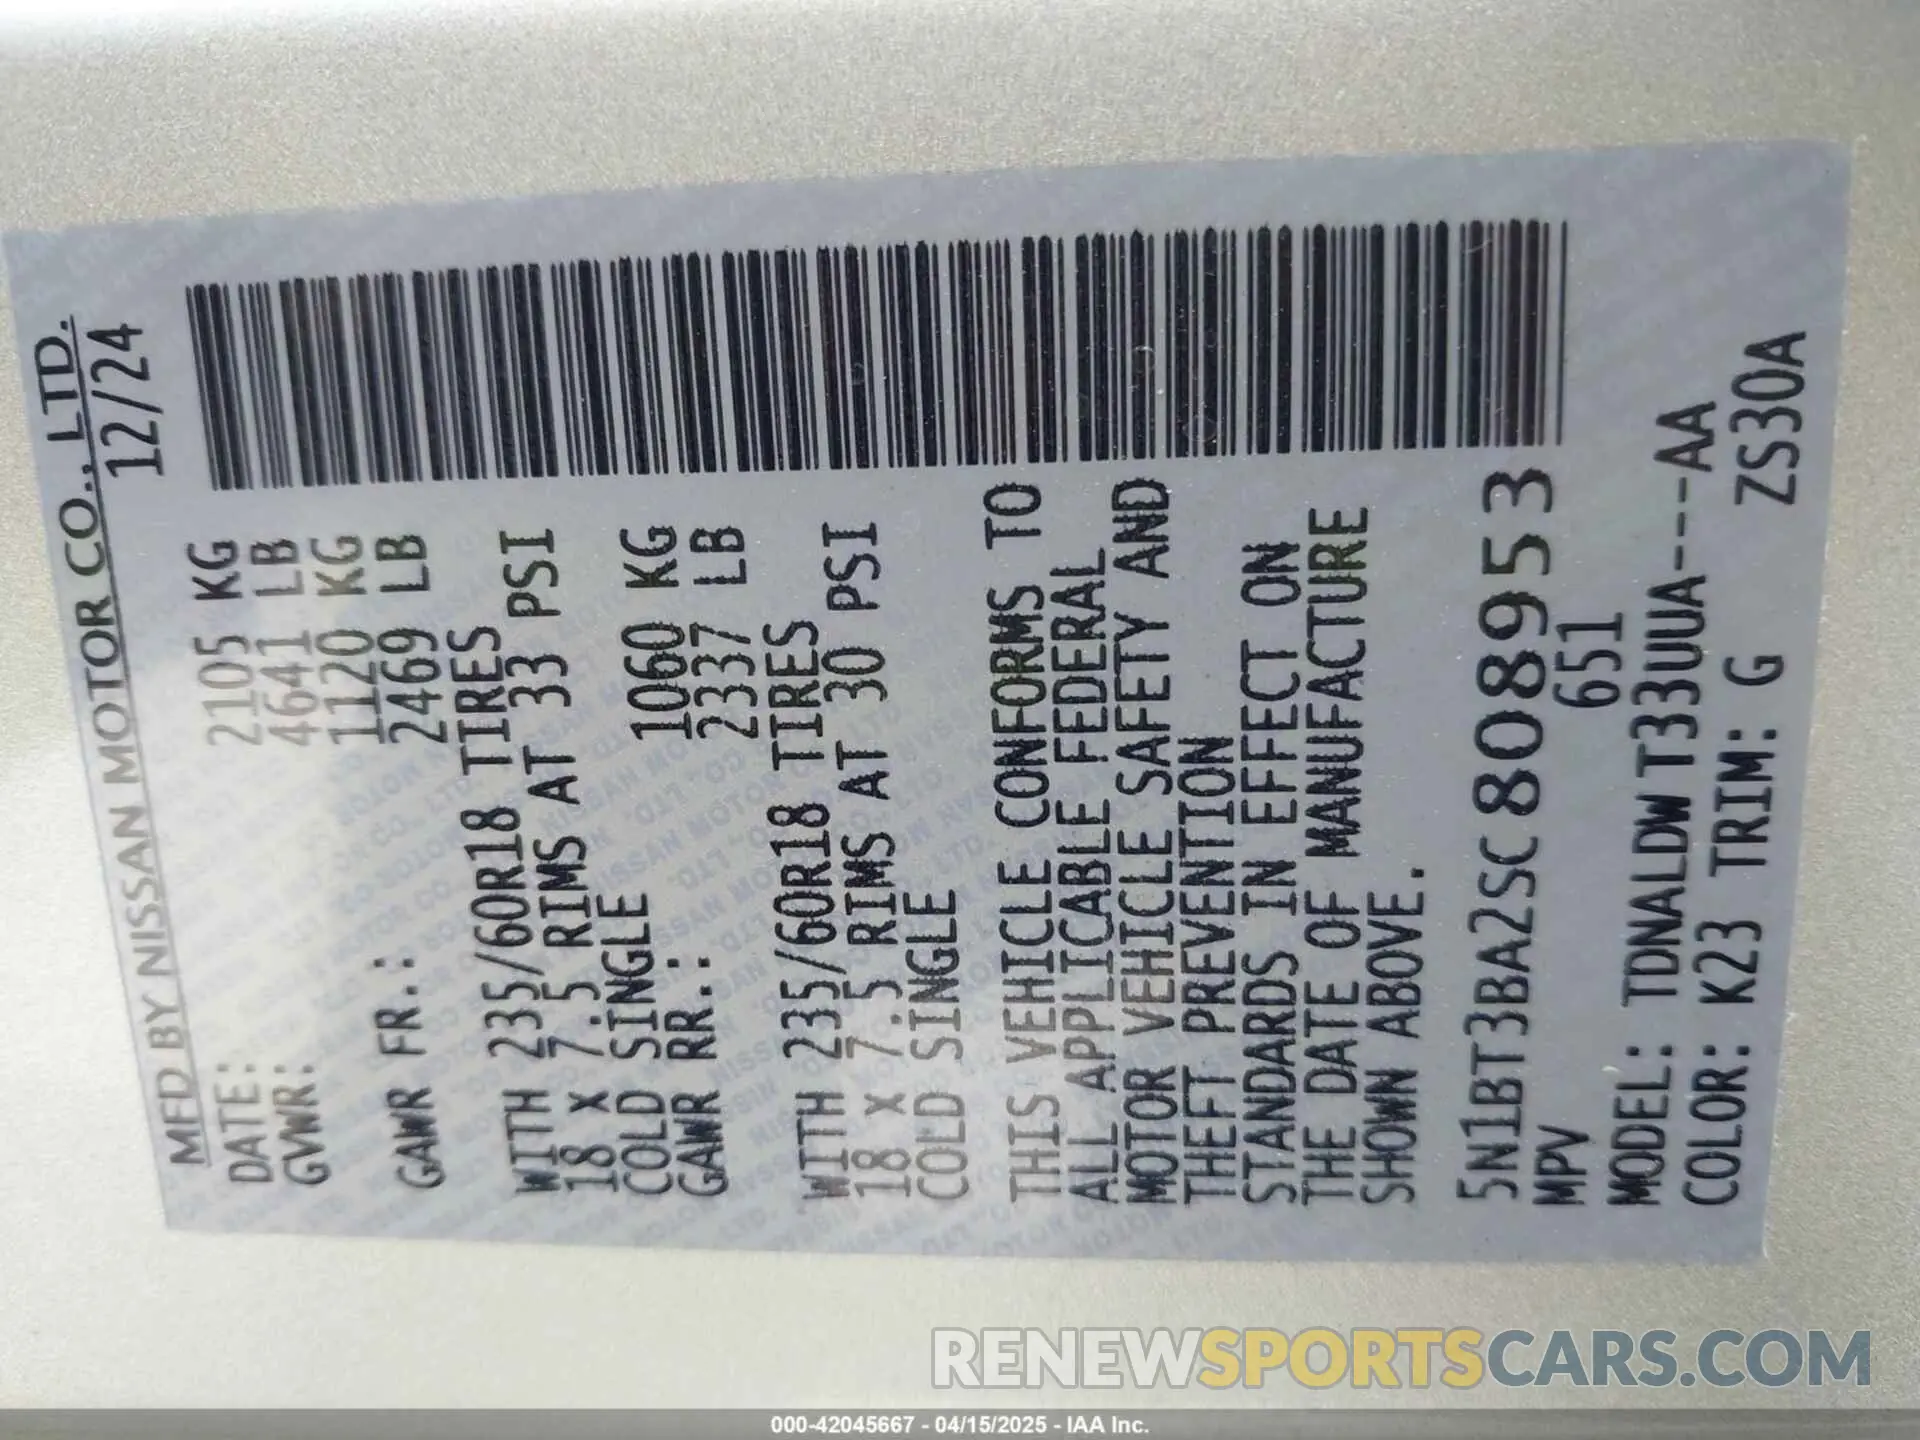 MFD BY NISSAN MOTOR CO., LTD.
DATE: 12/24
GVWR: 2105 KG
4641 LB
GAWR FR.: 1120 KG
2469 LB
WITH 235/60R18 TIRES
18 X 7.5 RIMS AT 33 PSI
COLD SINGLE
GAWR RR.: 1060 KG
2337 LB
WITH 235/60R18 TIRES
18 X 7.5 RIMS AT 30 PSI
COLD SINGLE
THIS VEHICLE CONFORMS TO
ALL APPLICABLE FEDERAL
MOTOR VEHICLE SAFETY AND
THEFT PREVENTION
STANDARDS IN EFFECT ON
THE DATE OF MANUFACTURE
SHOWN ABOVE.
5N1BT3BA2SC808953
MPV 651
MODEL: TDNALDWT33UUA---AA
COLOR: K23 TRIM: G ZS30A
RENEWSPORTSCARS.COM
000-42045667 - 04/15/2025 - IAA Inc.